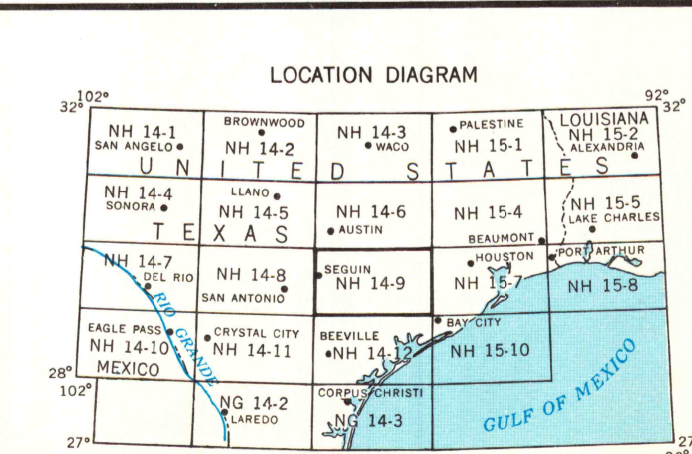 LOCATION DIAGRAM
102°
92°
32°
32°
NH 14-1
SAN ANGELO
BROWNWOOD
NH 14-2
NH 14-3
WACO
PALESTINE
NH 15-1
LOUISIANA
NH 15-2
ALEXANDRIA
UNITED STATES
NH 14-4
SONORA
LLANO
NH 14-5
NH 14-6
AUSTIN
NH 15-4
BEAUMONT
NH 15-5
LAKE CHARLES
TEXAS
NH 14-7
DEL RIO
NH 14-8
SAN ANTONIO
SEGUIN
NH 14-9
HOUSTON
NH 15-7
PORT ARTHUR
NH 15-8
RIO GRANDE
EAGLE PASS
NH 14-10
MEXICO
CRYSTAL CITY
NH 14-11
BEEVILLE
NH 14-12
BAY CITY
NH 15-10
28°
102°
NG 14-2
LAREDO
CORPUS CHRISTI
NG 14-3
GULF OF MEXICO
27°
27